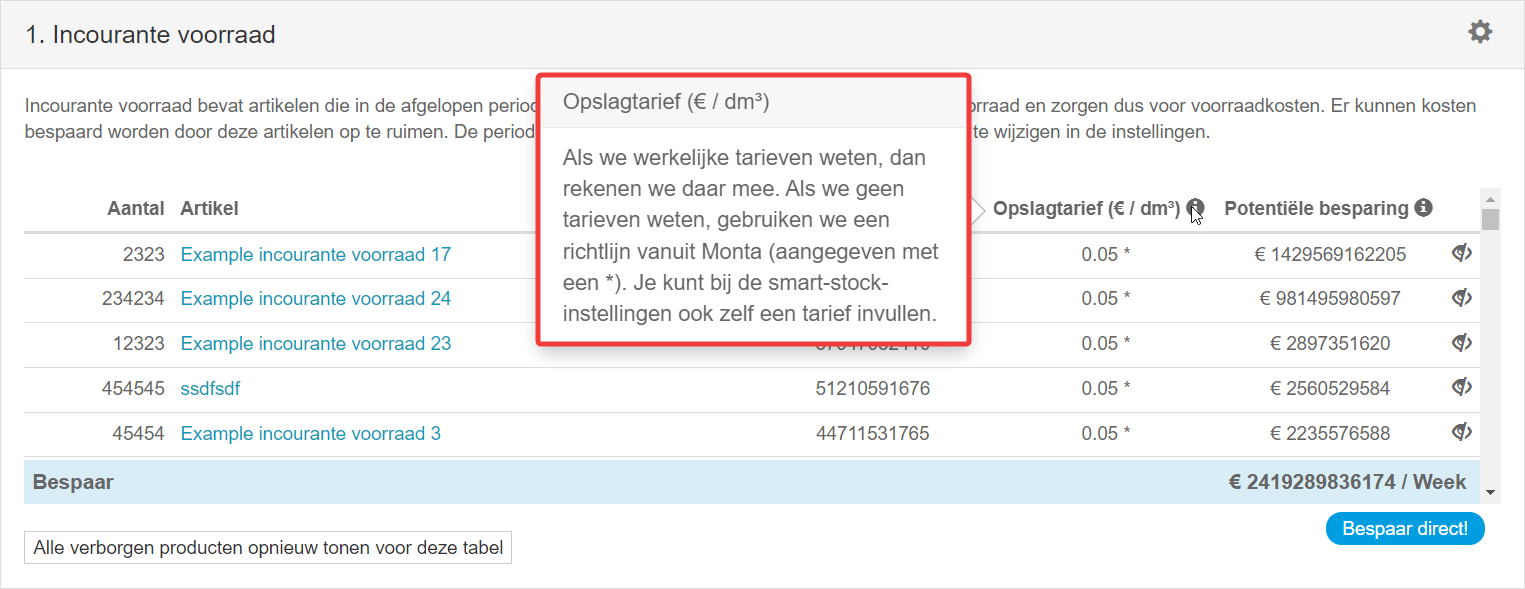 1. Incourante voorraad
Incourante voorraad bevat artikelen die in de afgelopen period
orraad en zorgen dus voor voorraadkosten. Er kunnen kosten
bespaard worden door deze artikelen op te ruimen. De period
te wijzigen in de instellingen.
Opslagtarief (€ / dm³)
Als we werkelijke tarieven weten, dan
rekenen we daar mee. Als we geen
tarieven weten, gebruiken we een
richtlijn vanuit Monta (aangegeven met
een *). Je kunt bij de smart-stock-
instellingen ook zelf een tarief invullen.
Aantal Artikel Opslagtarief (€ / dm³) Potentiële besparing
2323 Example incourante voorraad 17 0.05 * € 1429569162205
234234 Example incourante voorraad 24 0.05 * € 981495980597
12323 Example incourante voorraad 23 0.05 * € 2897351620
454545 ssdfsdf 51210591676 0.05 * € 2560529584
45454 Example incourante voorraad 3 44711531765 0.05 * € 2235576588
Bespaar € 2419289836174 / Week
Bespaar direct!
Alle verborgen producten opnieuw tonen voor deze tabel